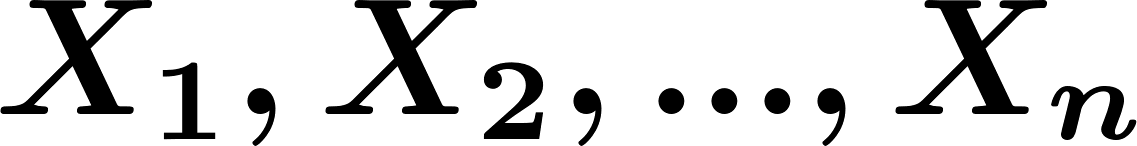 X₁, X₂, ..., Xₙ